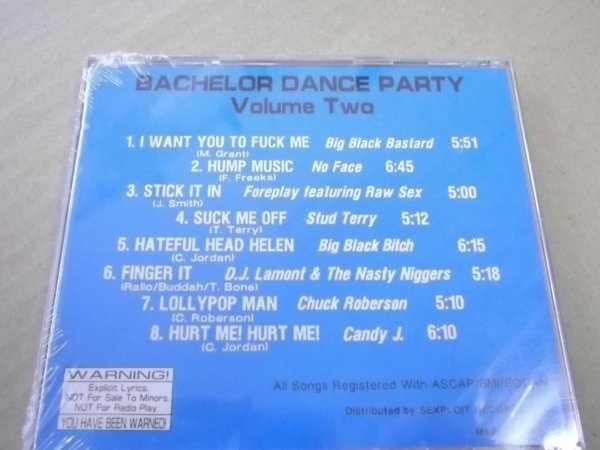 BACHELOR DANCE PARTY
Volume Two
1. I WANT YOU TO FUCK ME Big Black Bastard 5:51
(M. Grant)
2. HUMP MUSIC No Face 6:45
(F. Freeks)
3. STICK IT IN Foreplay featuring Raw Sex 5:00
(J. Smith)
4. SUCK ME OFF Stud Terry 5:12
(T. Terry)
5. HATEFUL HEAD HELEN Big Black Bitch 6:15
(C. Jordan)
6. FINGER IT D.J. Lamont & The Nasty Niggers 5:18
(Ralio/Buddah/T. Bone)
7. LOLLYPOP MAN Chuck Roberson 5:10
(C. Roberson)
8. HURT ME! HURT ME! Candy J. 6:10
(C. Jordan)
WARNING!
Explicit Lyrics.
NOT For Sale To Minors.
NOT For Radio Play.
YOU HAVE BEEN WARNED!
All Songs Registered With ASCAP/BMI/SOCAN
Distributed by SEXPLOIT RECORDS